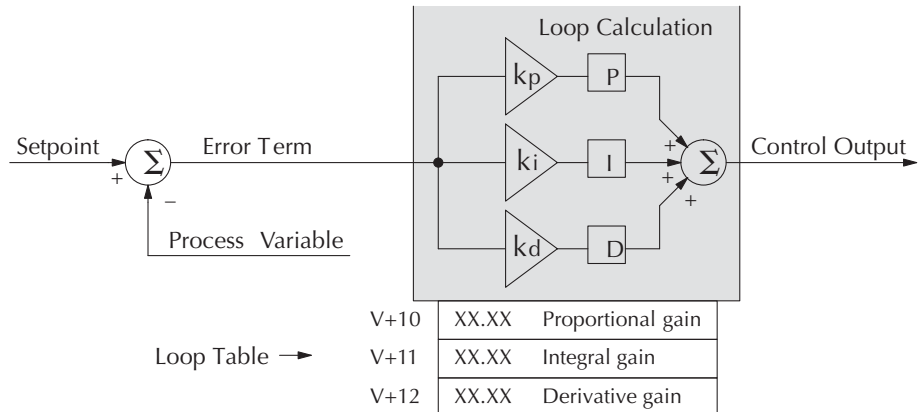 Loop Calculation
kp
P
Setpoint
+
Σ
Error Term
−
Process Variable
ki
I
kd
D
+
+
+
Σ
Control Output
Loop Table
V+10 XX.XX Proportional gain
V+11 XX.XX Integral gain
V+12 XX.XX Derivative gain